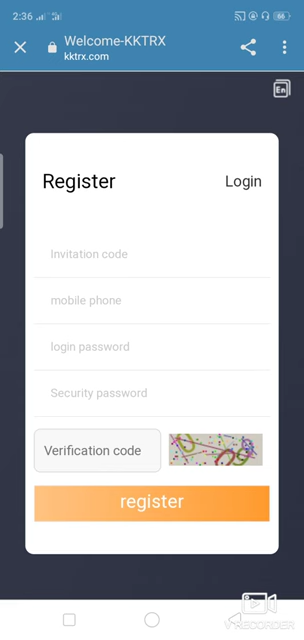 2:36
66
Welcome-KKTRX
kktrx.com
En
Register
Login
Invitation code
mobile phone
login password
Security password
Verification code
register
V RECORDER